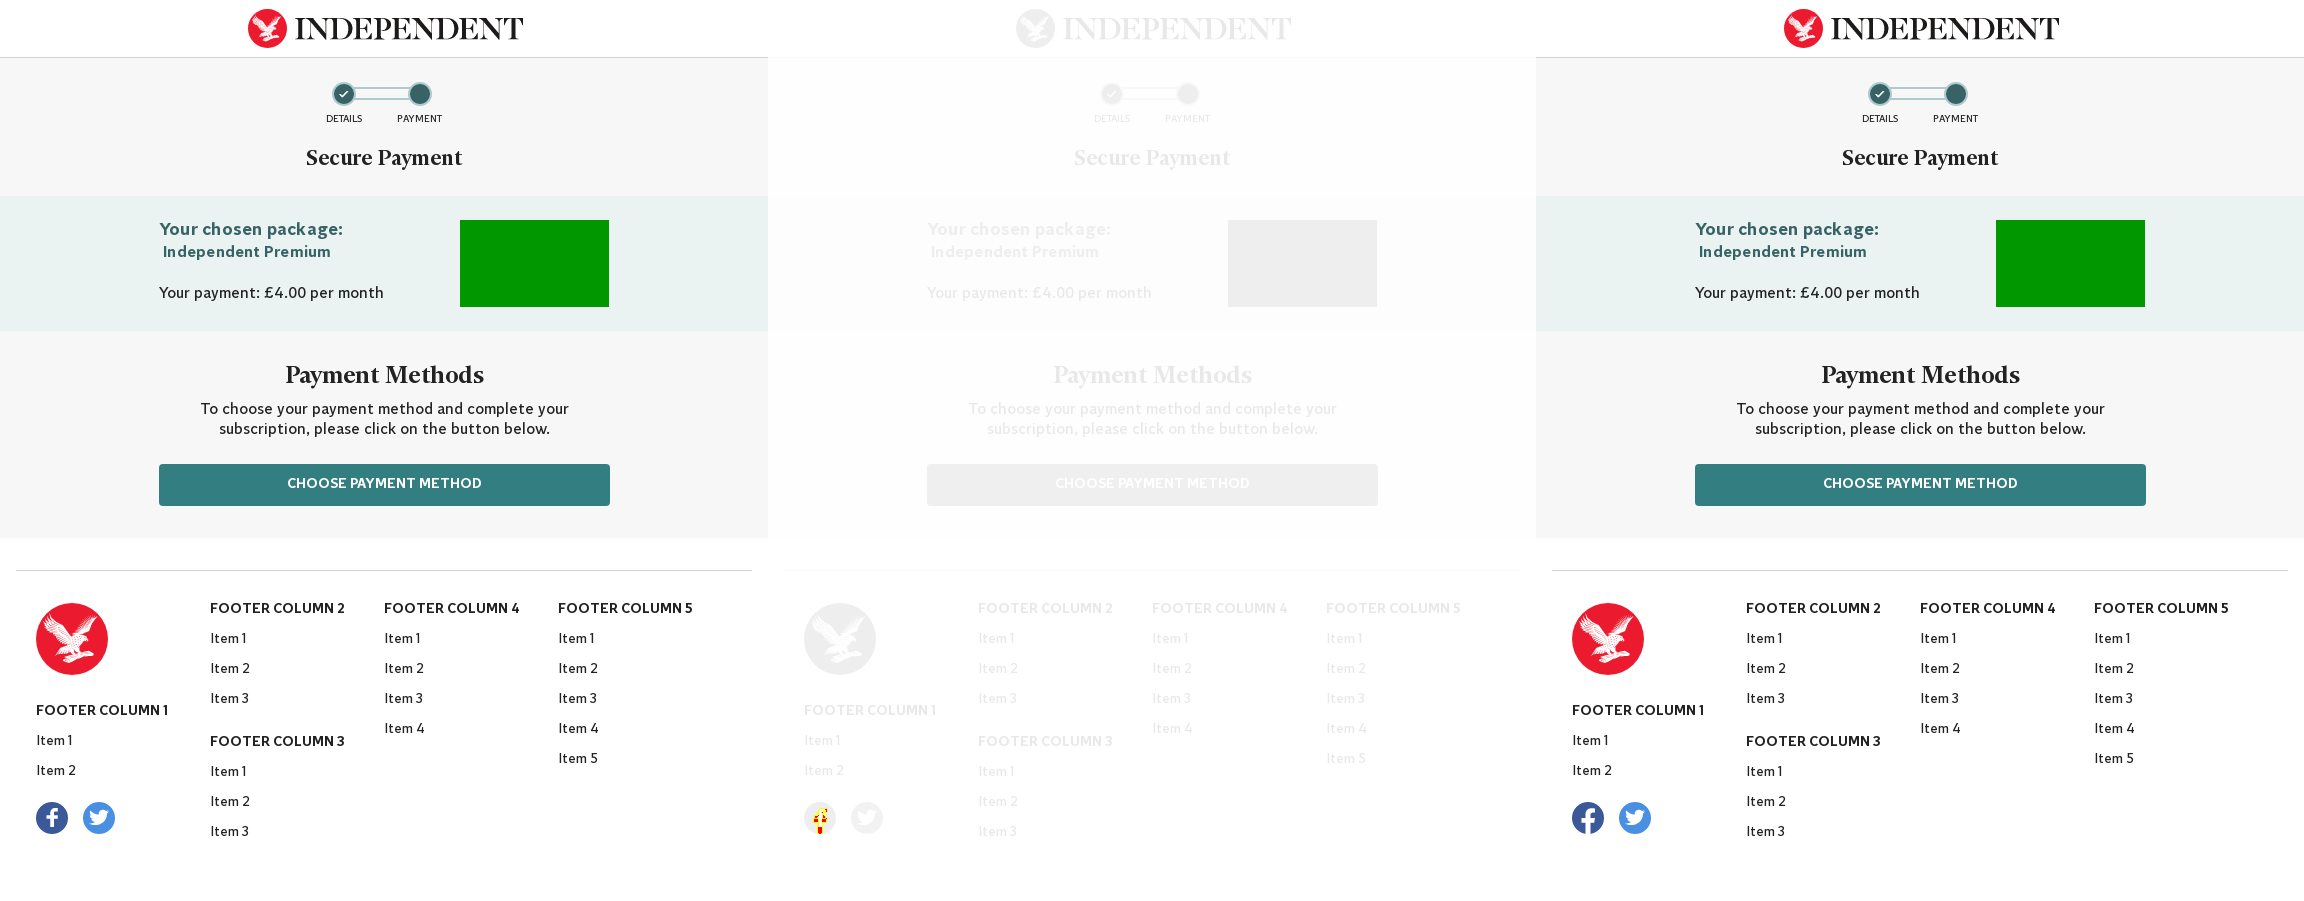 INDEPENDENT
DETAILS PAYMENT
Secure Payment
Your chosen package:
Independent Premium
Your payment: £4.00 per month
Payment Methods
To choose your payment method and complete your
subscription, please click on the button below.
CHOOSE PAYMENT METHOD
FOOTER COLUMN 1
Item 1
Item 2
FOOTER COLUMN 2
Item 1
Item 2
Item 3
FOOTER COLUMN 3
Item 1
Item 2
Item 3
FOOTER COLUMN 4
Item 1
Item 2
Item 3
Item 4
FOOTER COLUMN 5
Item 1
Item 2
Item 3
Item 4
Item 5
INDEPENDENT
DETAILS PAYMENT
Secure Payment
Your chosen package:
Independent Premium
Your payment: £4.00 per month
Payment Methods
To choose your payment method and complete your
subscription, please click on the button below.
CHOOSE PAYMENT METHOD
FOOTER COLUMN 1
Item 1
Item 2
FOOTER COLUMN 2
Item 1
Item 2
Item 3
FOOTER COLUMN 3
Item 1
Item 2
Item 3
FOOTER COLUMN 4
Item 1
Item 2
Item 3
Item 4
FOOTER COLUMN 5
Item 1
Item 2
Item 3
Item 4
Item 5
INDEPENDENT
DETAILS PAYMENT
Secure Payment
Your chosen package:
Independent Premium
Your payment: £4.00 per month
Payment Methods
To choose your payment method and complete your
subscription, please click on the button below.
CHOOSE PAYMENT METHOD
FOOTER COLUMN 1
Item 1
Item 2
FOOTER COLUMN 2
Item 1
Item 2
Item 3
FOOTER COLUMN 3
Item 1
Item 2
Item 3
FOOTER COLUMN 4
Item 1
Item 2
Item 3
Item 4
FOOTER COLUMN 5
Item 1
Item 2
Item 3
Item 4
Item 5